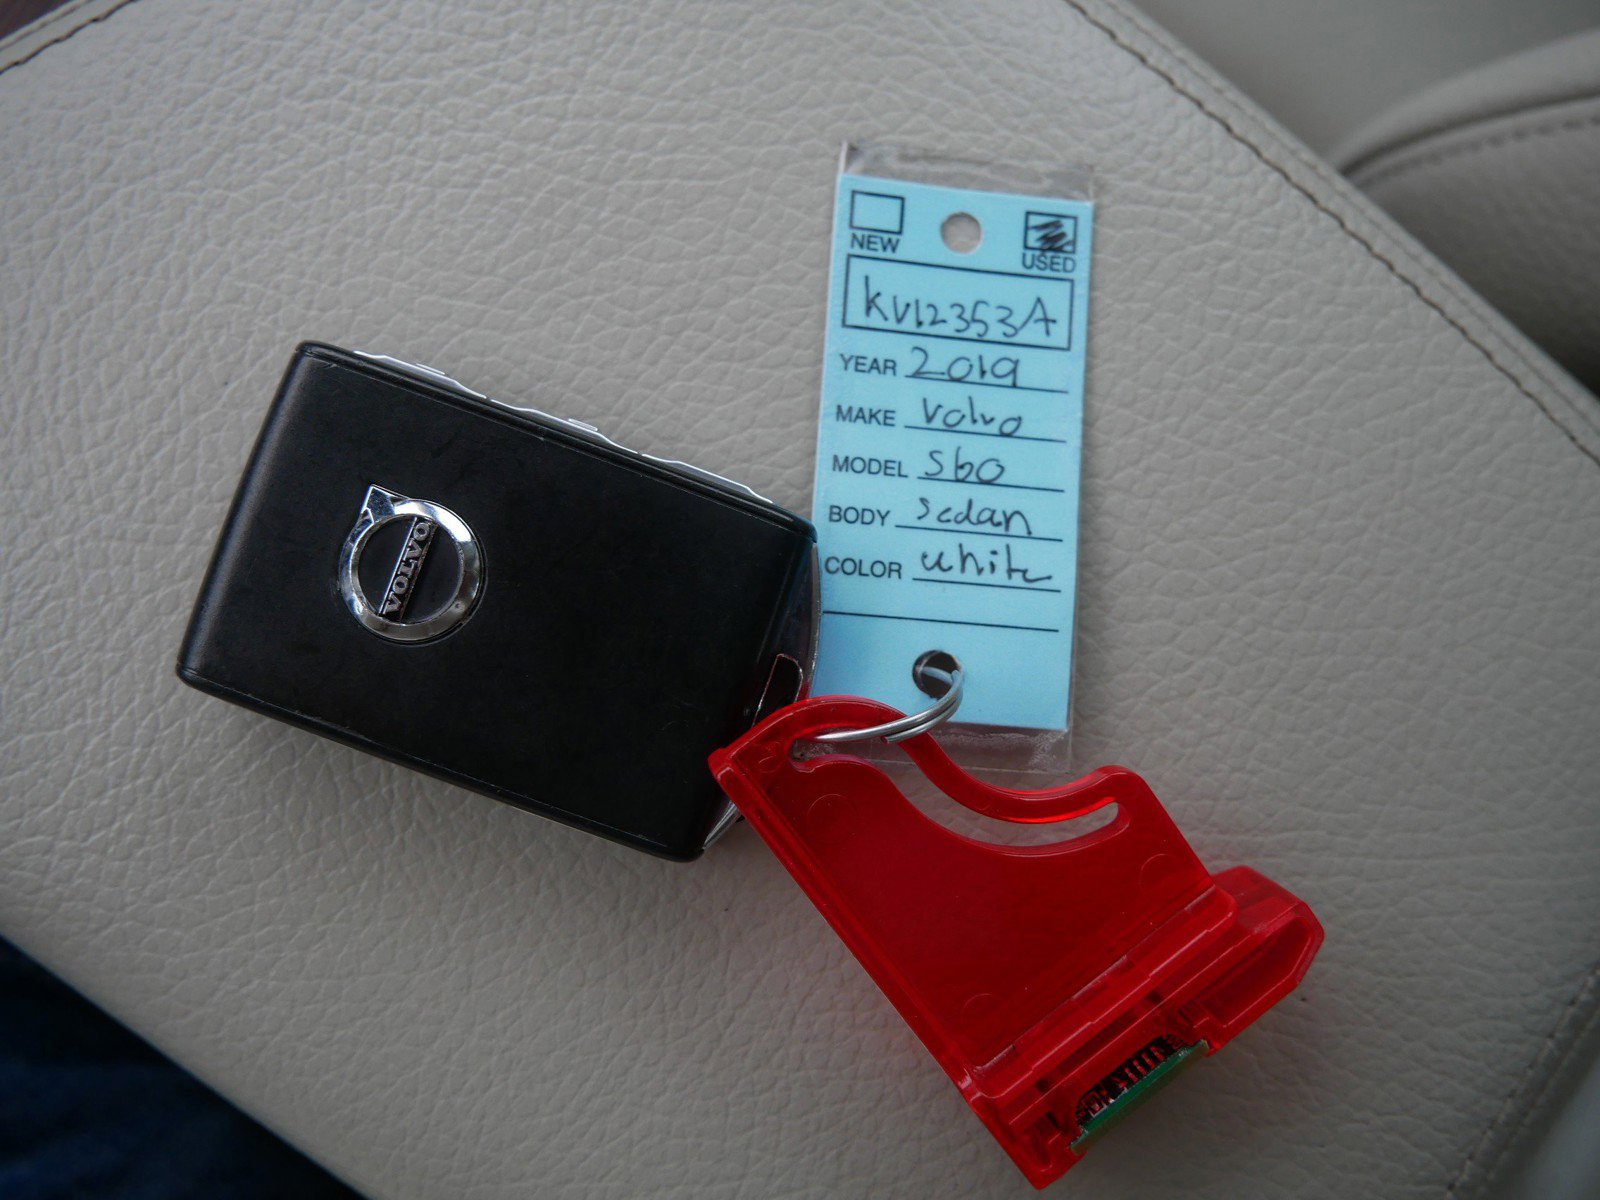 NEW USED
KV12353A
YEAR 2019
MAKE Volvo
MODEL S60
BODY Sedan
COLOR white
VOLVO